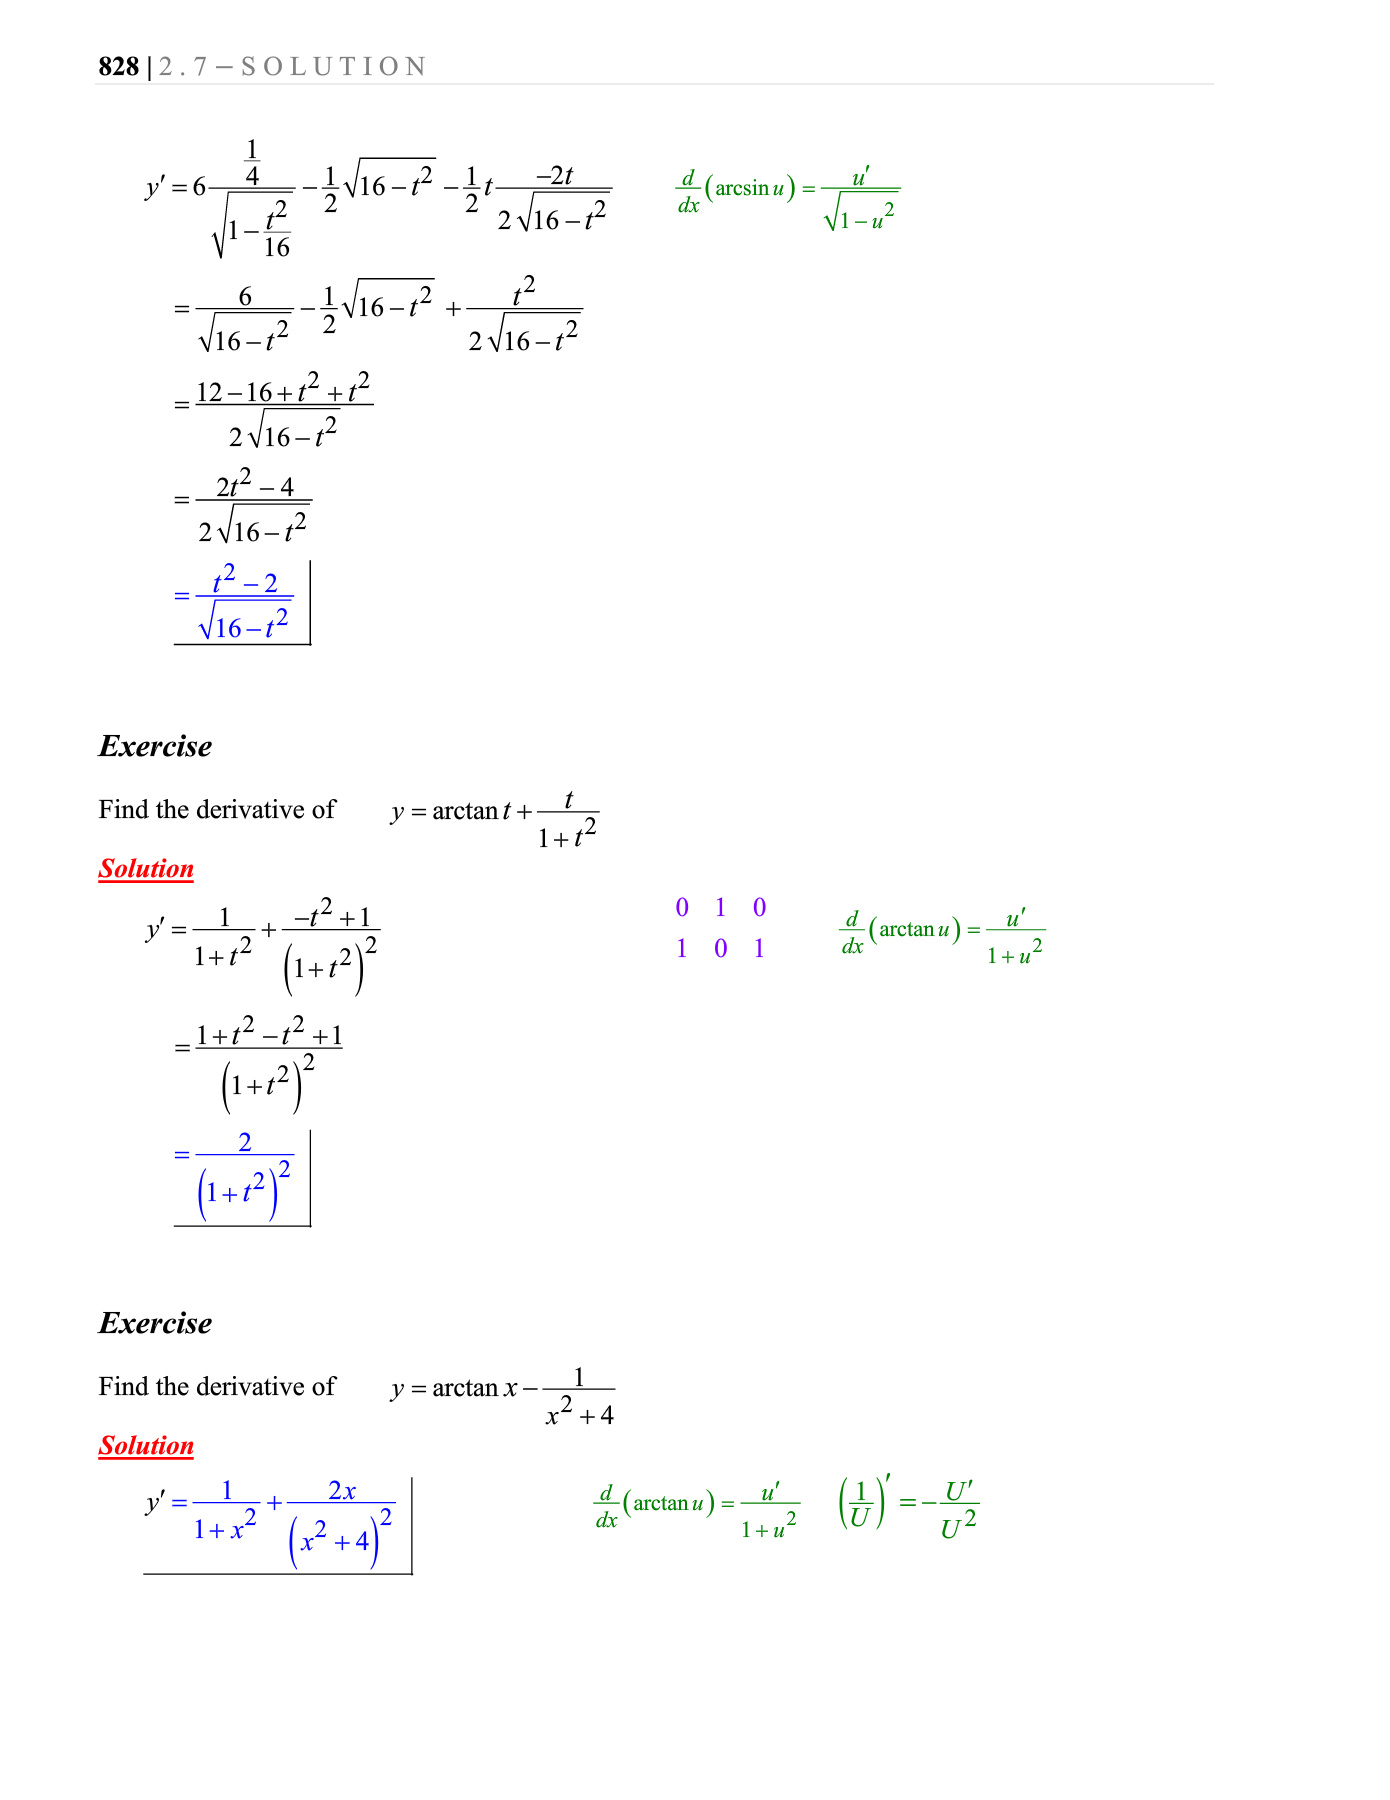 828 | 2 . 7 – S O L U T I O N
y′ = 6 (1/4)/√(1 − t²/16) − 1/2 √(16 − t²) − 1/2 t (−2t)/(2√(16 − t²))    d/dx (arcsin u) = u′/√(1 − u²)
= 6/√(16 − t²) − 1/2 √(16 − t²) + t²/(2√(16 − t²))
= (12 − 16 + t² + t²)/(2√(16 − t²))
= (2t² − 4)/(2√(16 − t²))
= (t² − 2)/√(16 − t²)
Exercise
Find the derivative of    y = arctan t + t/(1 + t²)
Solution
y′ = 1/(1 + t²) + (−t² + 1)/(1 + t²)²    0 1 0    d/dx (arctan u) = u′/(1 + u²)
1 0 1
= (1 + t² − t² + 1)/(1 + t²)²
= 2/(1 + t²)²
Exercise
Find the derivative of    y = arctan x − 1/(x² + 4)
Solution
y′ = 1/(1 + x²) + 2x/(x² + 4)²    d/dx (arctan u) = u′/(1 + u²)    (1/U)′ = − U′/U²